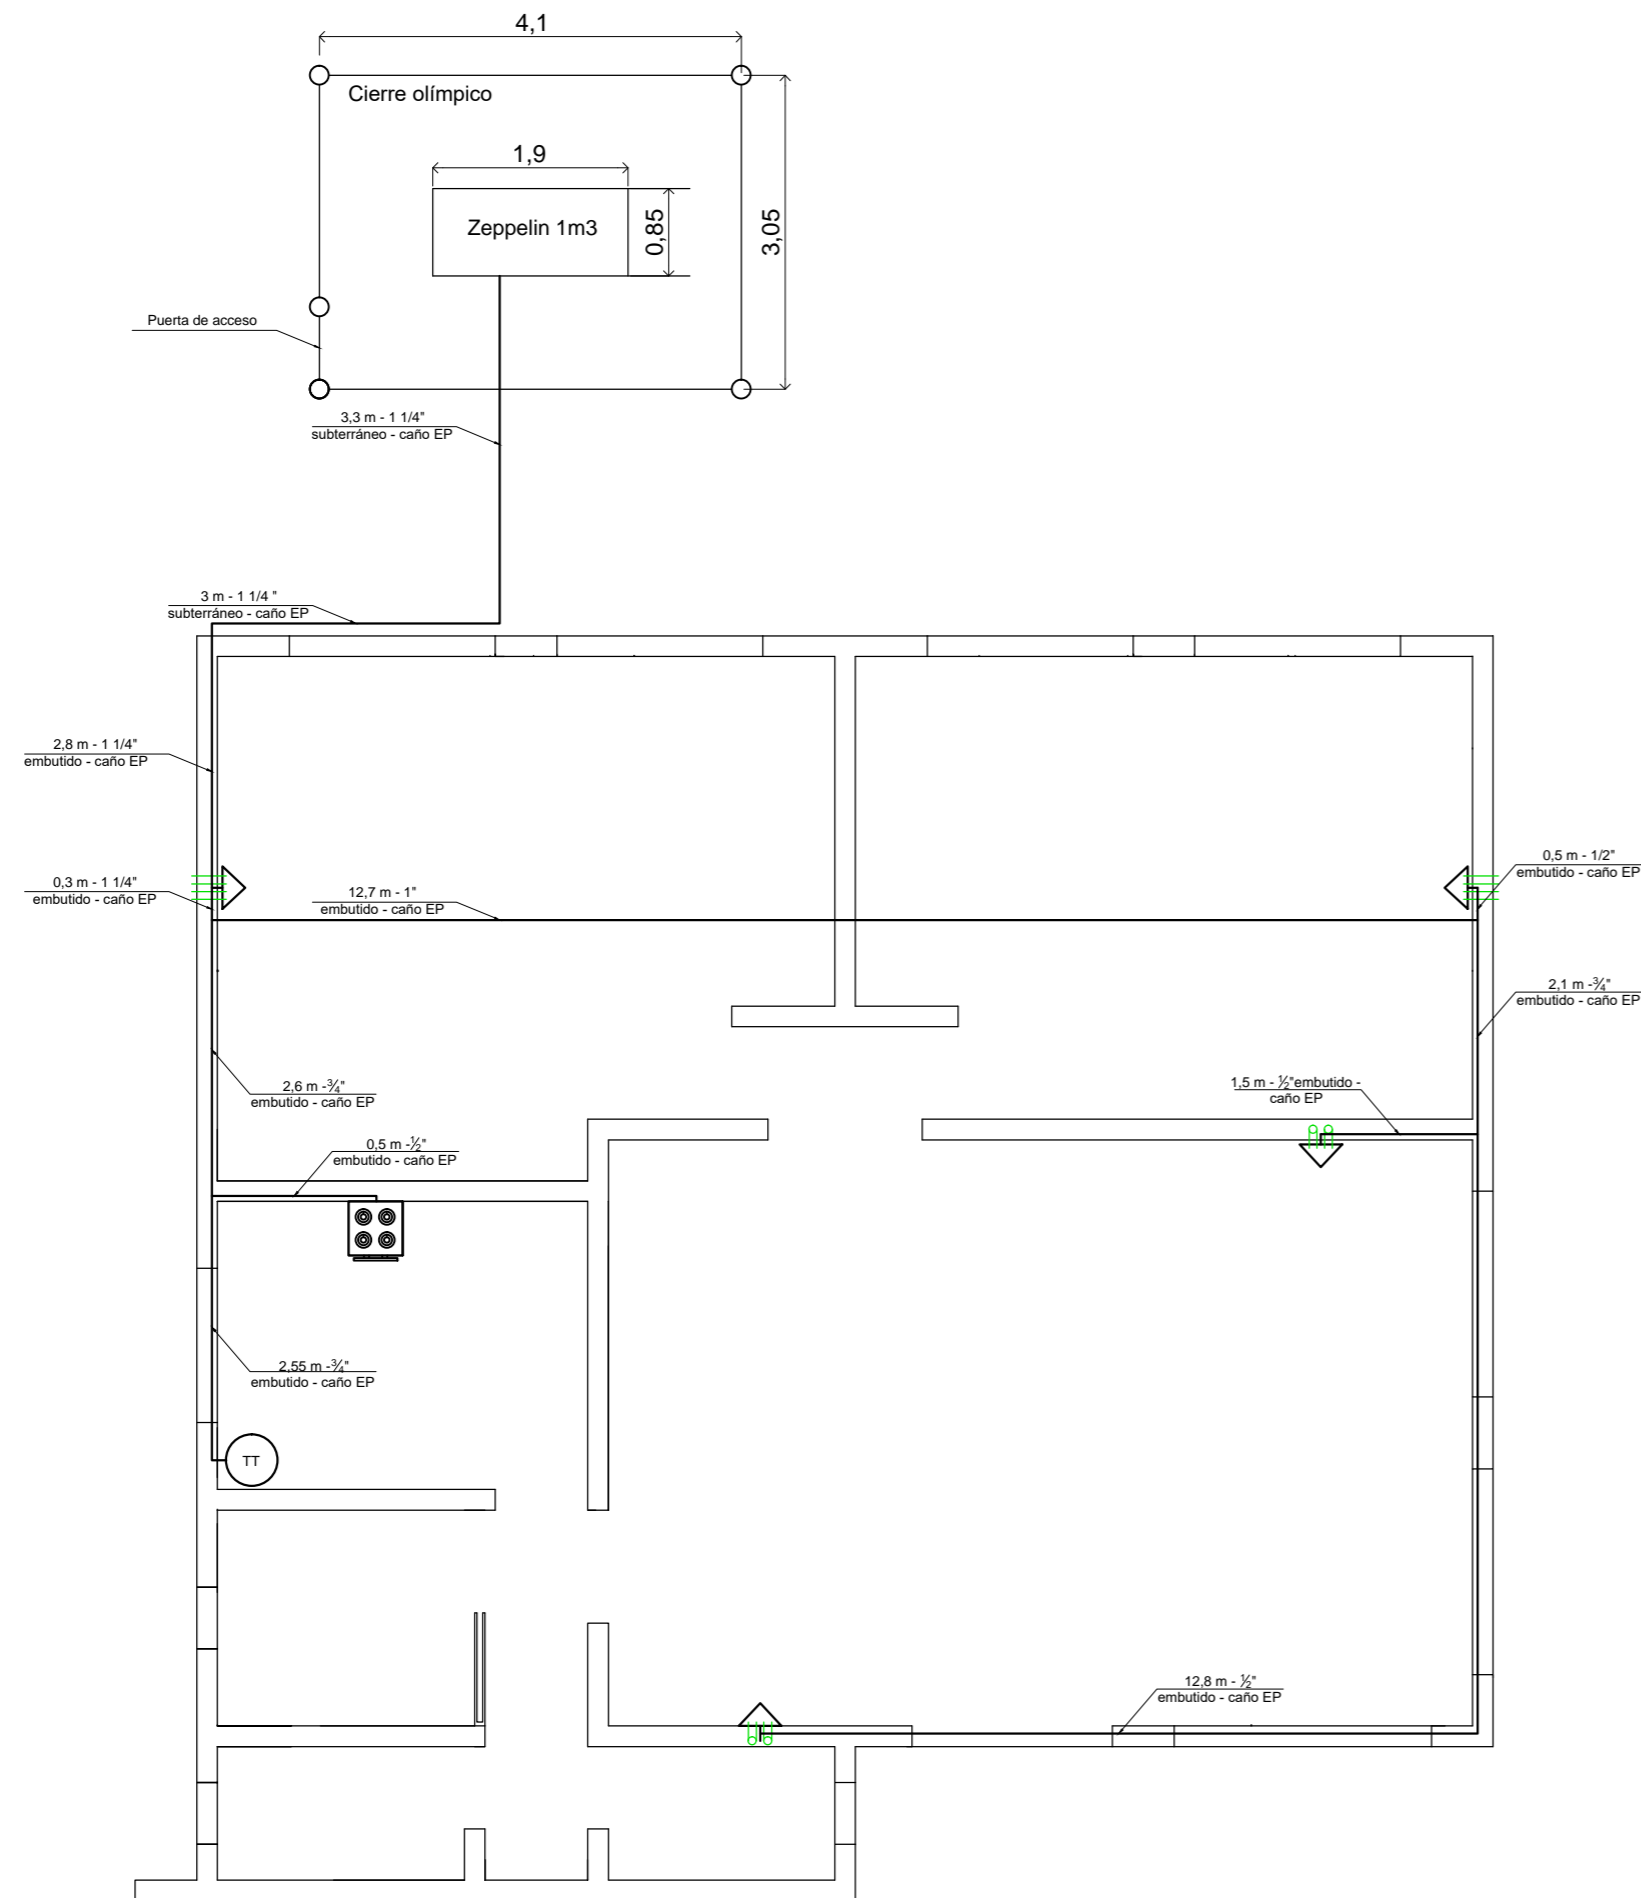 4,1
Cierre olímpico
1,9
Zeppelin 1m3
0,85
3,05
Puerta de acceso
3,3 m - 1 1/4"
subterráneo - caño EP
3 m - 1 1/4 "
subterráneo - caño EP
2,8 m - 1 1/4"
embutido - caño EP
0,3 m - 1 1/4"
embutido - caño EP
12,7 m - 1"
embutido - caño EP
0,5 m - 1/2"
embutido - caño EP
2,1 m -¾"
embutido - caño EP
2,6 m -¾"
embutido - caño EP
1,5 m - ½"embutido -
caño EP
0,5 m -½"
embutido - caño EP
2,55 m -¾"
embutido - caño EP
TT
12,8 m - ½"
embutido - caño EP